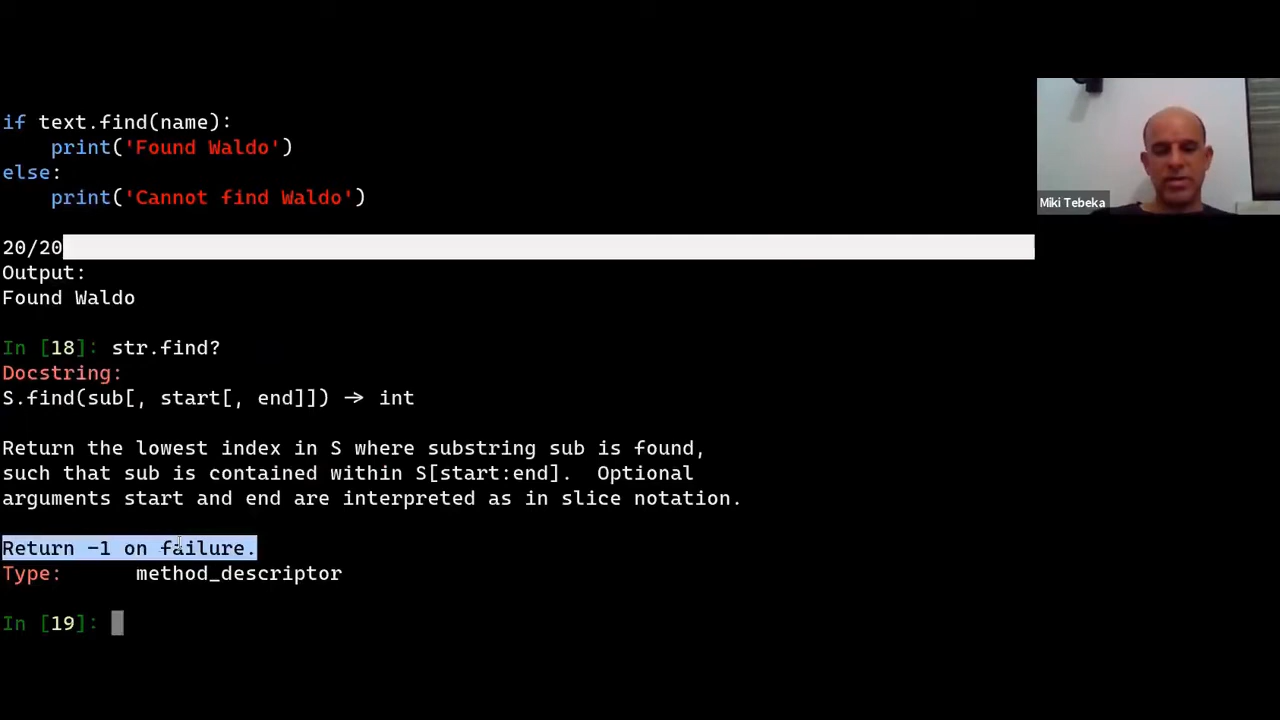 if text.find(name):
    print('Found Waldo')
else:
    print('Cannot find Waldo')
20/20
Output:
Found Waldo
In [18]: str.find?
Docstring:
S.find(sub[, start[, end]]) -> int
Return the lowest index in S where substring sub is found,
such that sub is contained within S[start:end].  Optional
arguments start and end are interpreted as in slice notation.
Return -1 on failure.
Type:      method_descriptor
In [19]:
Miki Tebeka